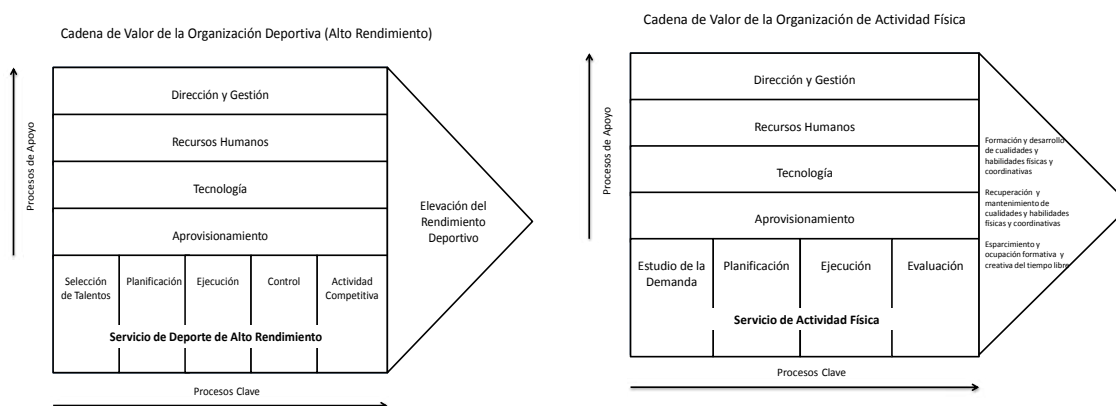 Cadena de Valor de la Organización Deportiva (Alto Rendimiento)
Procesos de Apoyo
Dirección y Gestión
Recursos Humanos
Tecnología
Aprovisionamiento
Selección
de Talentos
Planificación
Ejecución
Control
Actividad
Competitiva
Servicio de Deporte de Alto Rendimiento
Elevación del
Rendimiento
Deportivo
Procesos Clave
Cadena de Valor de la Organización de Actividad Física
Procesos de Apoyo
Dirección y Gestión
Recursos Humanos
Tecnología
Aprovisionamiento
Estudio de la
Demanda
Planificación
Ejecución
Evaluación
Servicio de Actividad Física
Formación y desarrollo
de cualidades y
habilidades físicas y
coordinativas
Recuperación y
mantenimiento de
cualidades y habilidades
físicas y coordinativas
Esparcimiento y
ocupación formativa y
creativa del tiempo libre
Procesos Clave